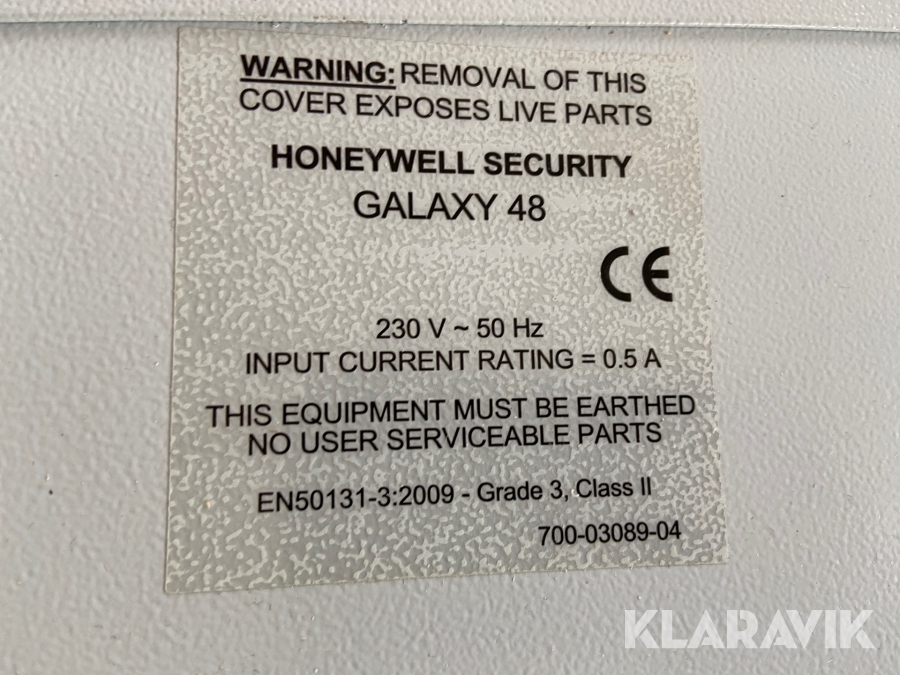 WARNING: REMOVAL OF THIS
COVER EXPOSES LIVE PARTS
HONEYWELL SECURITY
GALAXY 48
CE
230 V ~ 50 Hz
INPUT CURRENT RATING = 0.5 A
THIS EQUIPMENT MUST BE EARTHED
NO USER SERVICEABLE PARTS
EN50131-3:2009 - Grade 3, Class II
700-03089-04
KLARAVIK